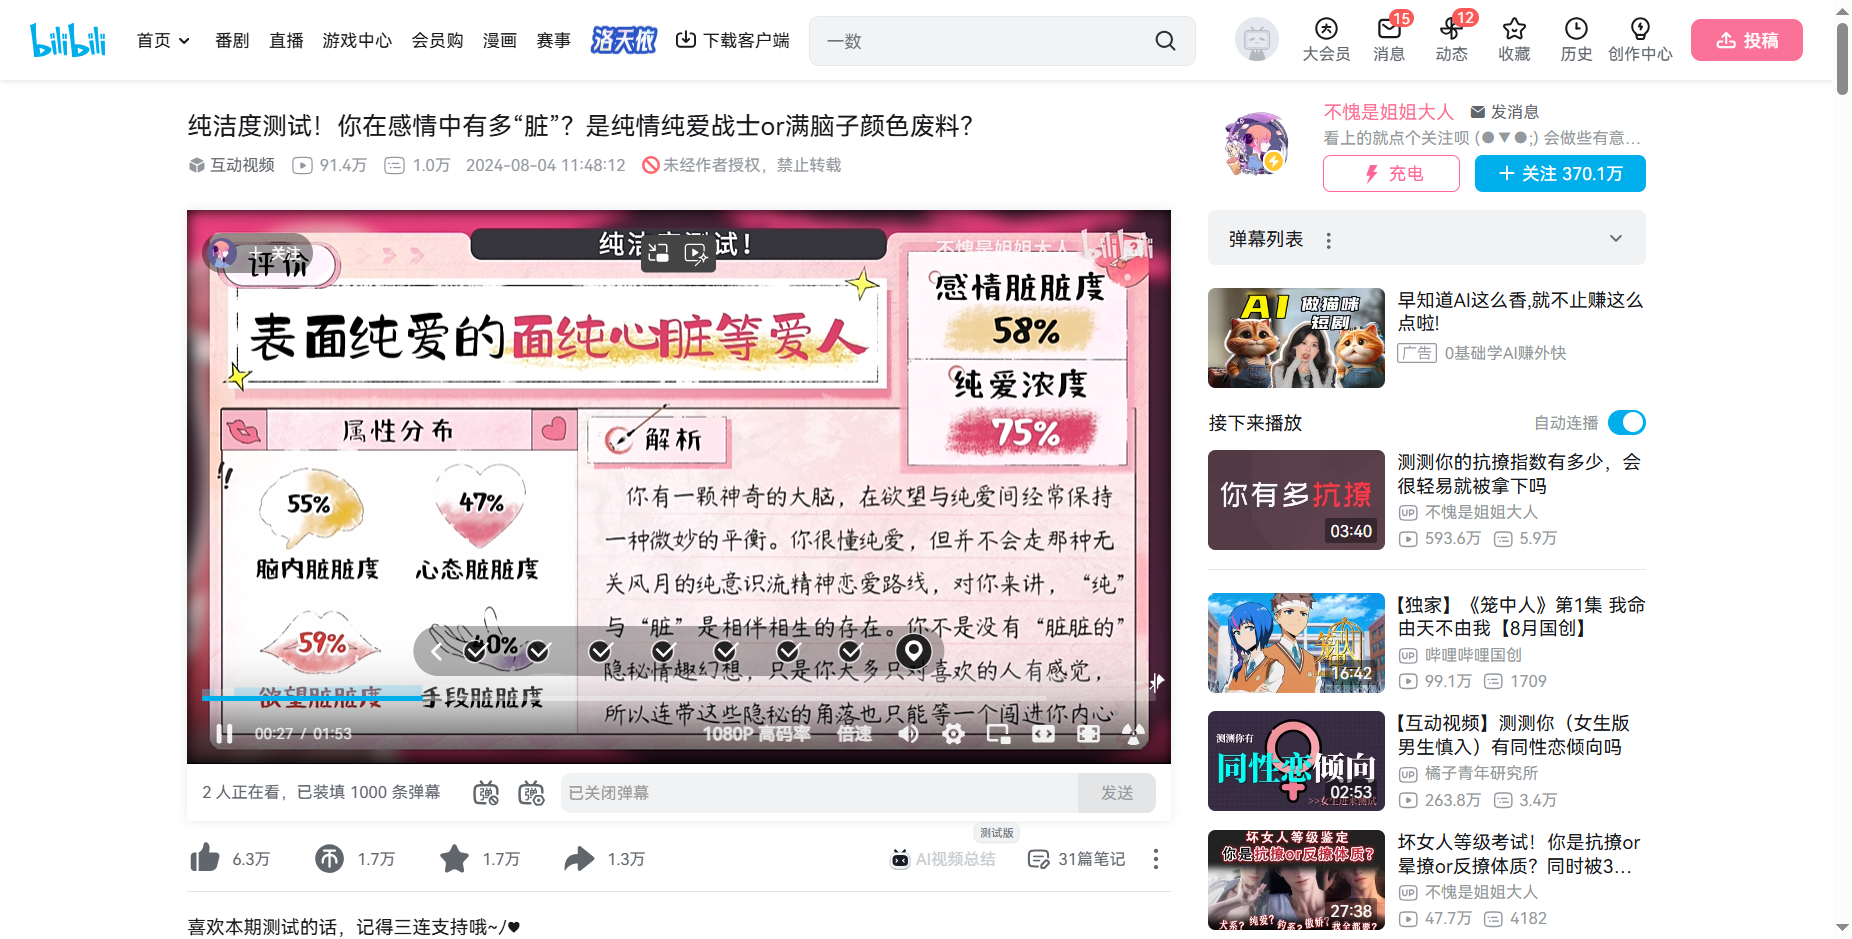 bilibili
首页
番剧
直播
游戏中心
会员购
漫画
赛事
洛天依
下载客户端
一数
大会员
15
消息
12
动态
收藏
历史
创作中心
投稿
纯洁度测试！你在感情中有多“脏”？是纯情纯爱战士or满脑子颜色废料？
互动视频
91.4万
1.0万
2024-08-04 11:48:12
未经作者授权，禁止转载
纯洁度测试！
+ 关注
评价
不愧是姐姐大人
bilibili
表面纯爱的面纯心脏等爱人
感情脏脏度
58%
纯爱浓度
75%
属性分布
解析
55%
47%
脑内脏脏度
心态脏脏度
59%
40%
欲望脏脏度
手段脏脏度
你有一颗神奇的大脑，在欲望与纯爱间经常保持
一种微妙的平衡。你很懂纯爱，但并不会走那种无
关风月的纯意识流精神恋爱路线，对你来讲，“纯”
与“脏”是相伴相生的存在。你不是没有“脏脏的”
隐秘情趣幻想，只是你大多只对喜欢的人有感觉，
所以连带这些隐秘的角落也只能等一个闯进你内心
00:27 / 01:53
1080P 高码率
倍速
2 人正在看，已装填 1000 条弹幕
已关闭弹幕
发送
6.3万
1.7万
1.7万
1.3万
测试版
AI视频总结
31篇笔记
喜欢本期测试的话，记得三连支持哦~/♥
不愧是姐姐大人
发消息
看上的就点个关注呗 (●▼●;) 会做些有意...
充电
+ 关注 370.1万
弹幕列表
AI 做猫咪
短剧
早知道AI这么香,就不止赚这么
点啦!
广告
0基础学AI赚外快
接下来播放
自动连播
你有多抗撩
03:40
测测你的抗撩指数有多少，会
很轻易就被拿下吗
UP 不愧是姐姐大人
593.6万
5.9万
笼中人
16:42
【独家】《笼中人》第1集 我命
由天不由我【8月国创】
UP 哔哩哔哩国创
99.1万
1709
测测你有
同性恋倾向
02:53
>>女生进来测试
【互动视频】测测你（女生版
男生慎入）有同性恋倾向吗
UP 橘子青年研究所
263.8万
3.4万
坏女人等级鉴定
你是抗撩or反撩体质？
27:38
犬系？纯爱？钓系？傲娇？我全都要？
坏女人等级考试！你是抗撩or
晕撩or反撩体质？同时被3...
UP 不愧是姐姐大人
47.7万
4182